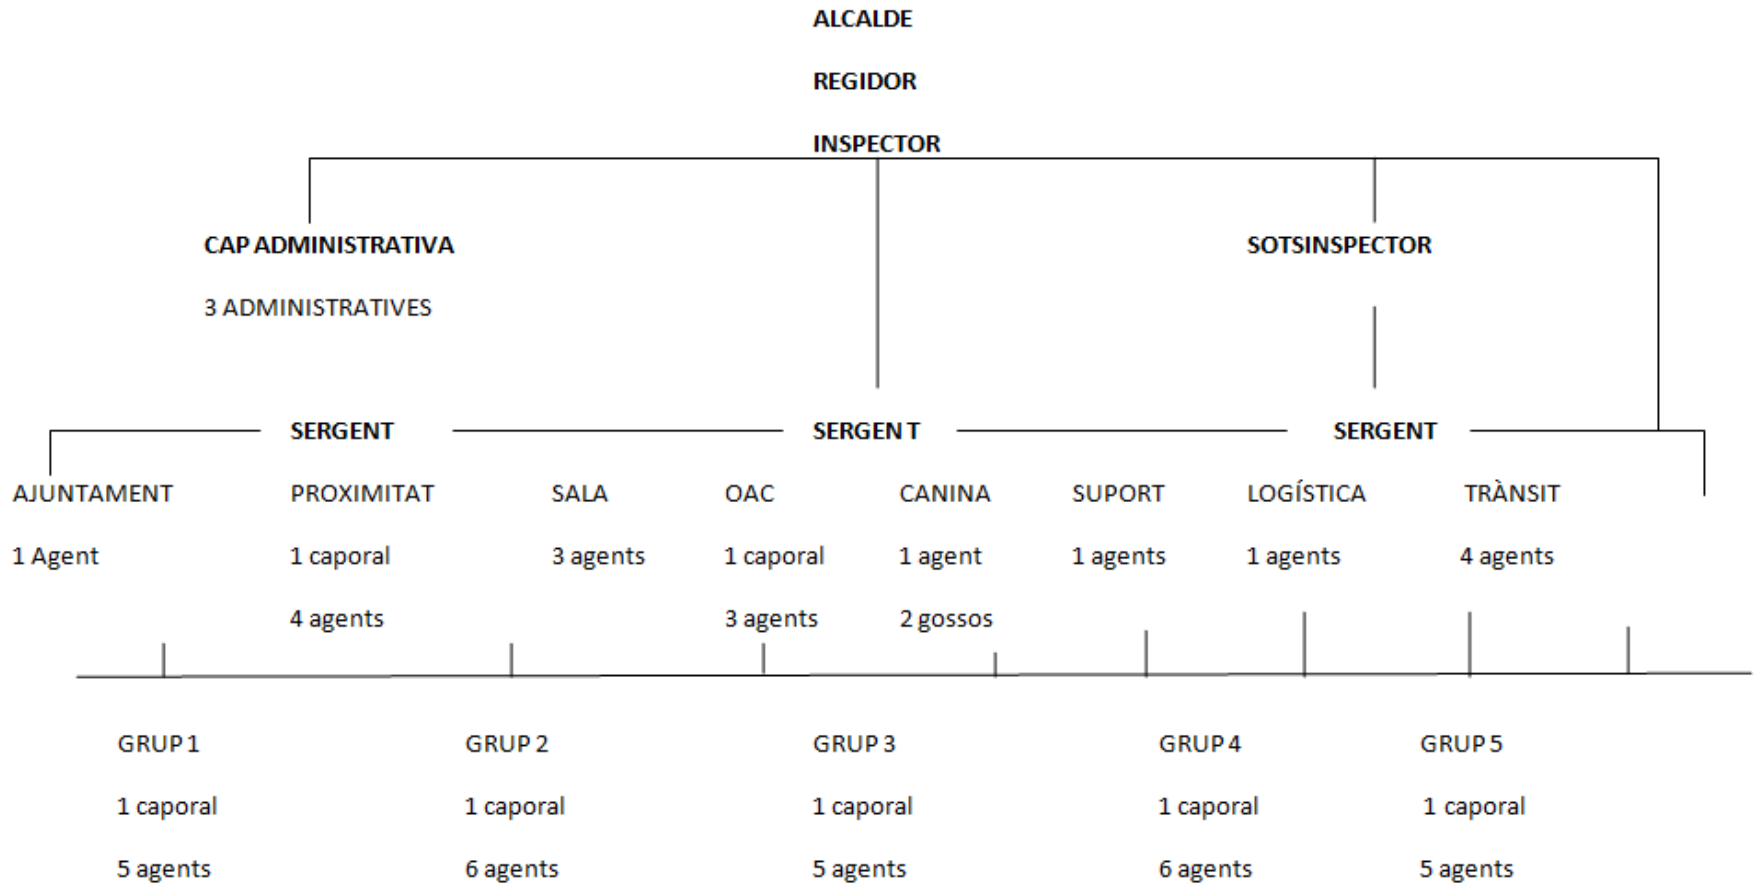 ALCALDE
REGIDOR
INSPECTOR
CAP ADMINISTRATIVA SOTSINSPECTOR
3 ADMINISTRATIVES
SERGENT SERGEN T SERGENT
AJUNTAMENT PROXIMITAT SALA OAC CANINA SUPORT LOGÍSTICA TRÀNSIT
1 Agent 1 caporal 3 agents 1 caporal 1 agent 1 agents 1 agents 4 agents
4 agents 3 agents 2 gossos
GRUP 1 GRUP 2 GRUP 3 GRUP 4 GRUP 5
1 caporal 1 caporal 1 caporal 1 caporal 1 caporal
5 agents 6 agents 5 agents 6 agents 5 agents